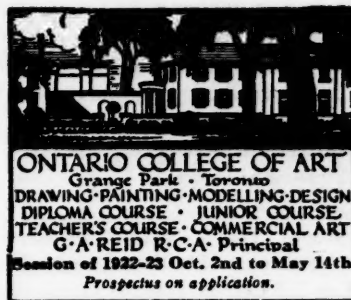 ONTARIO COLLEGE OF ART
Grange Park · Toronto
DRAWING·PAINTING·MODELLING·DESIGN
DIPLOMA COURSE · JUNIOR COURSE,
TEACHER'S COURSE · COMMERCIAL ART
G·A·REID R·C·A· Principal
Session of 1922-23 Oct. 2nd to May 14th
Prospectus on application.